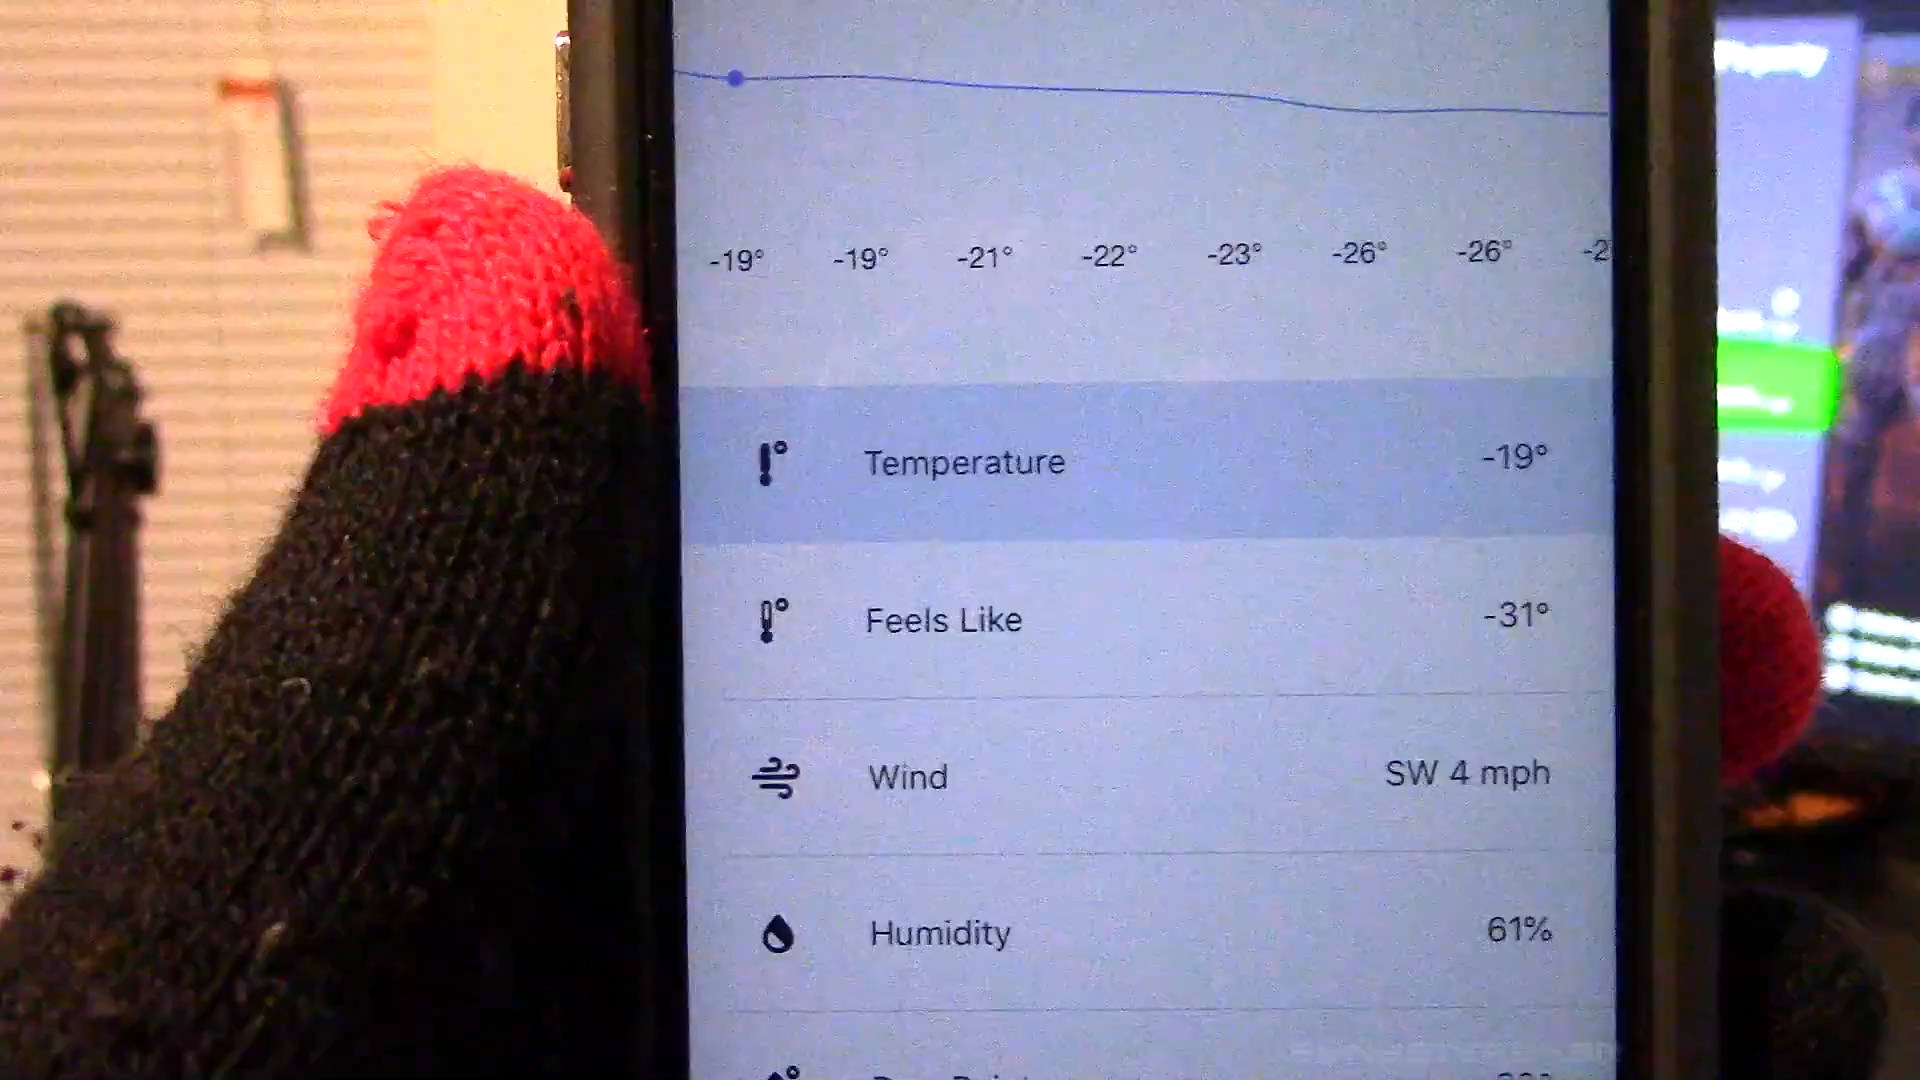 -19° -19° -21° -22° -23° -26° -26°
Temperature -19°
Feels Like -31°
Wind SW 4 mph
Humidity 61%